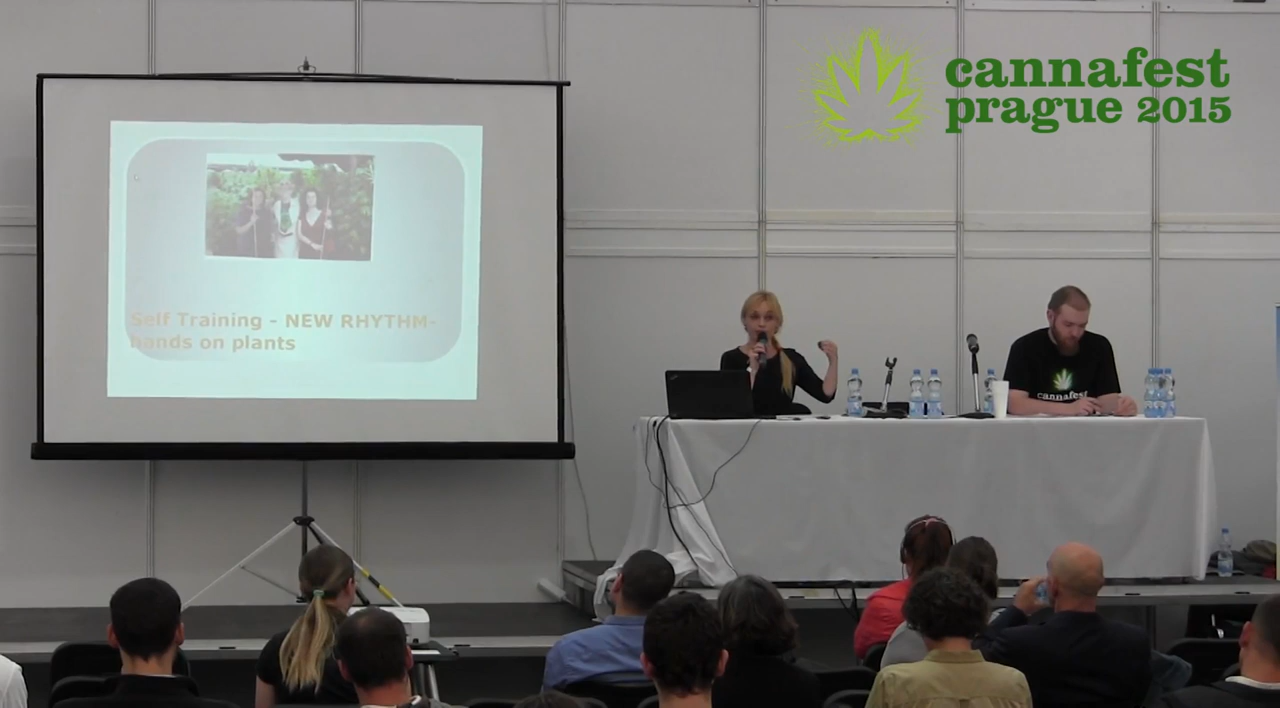 cannafest
prague 2015
Self Training - NEW RHYTHM-
hands on plants
cannafest